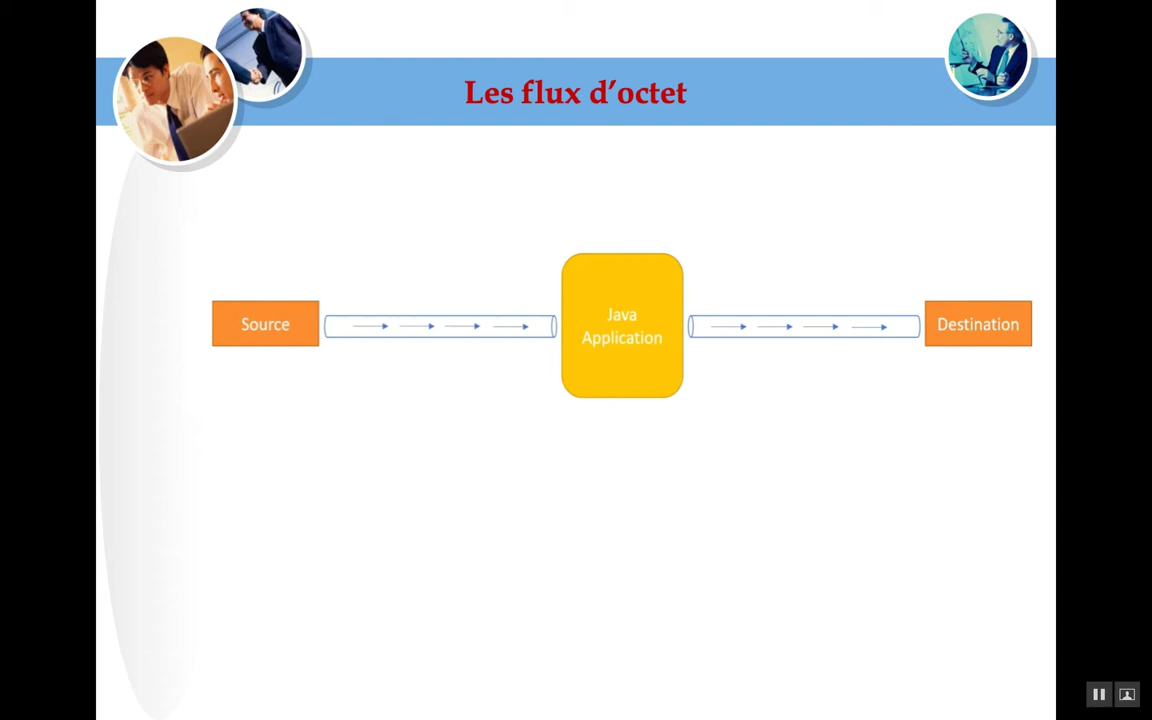 Les flux d’octet
Source
Java
Application
Destination